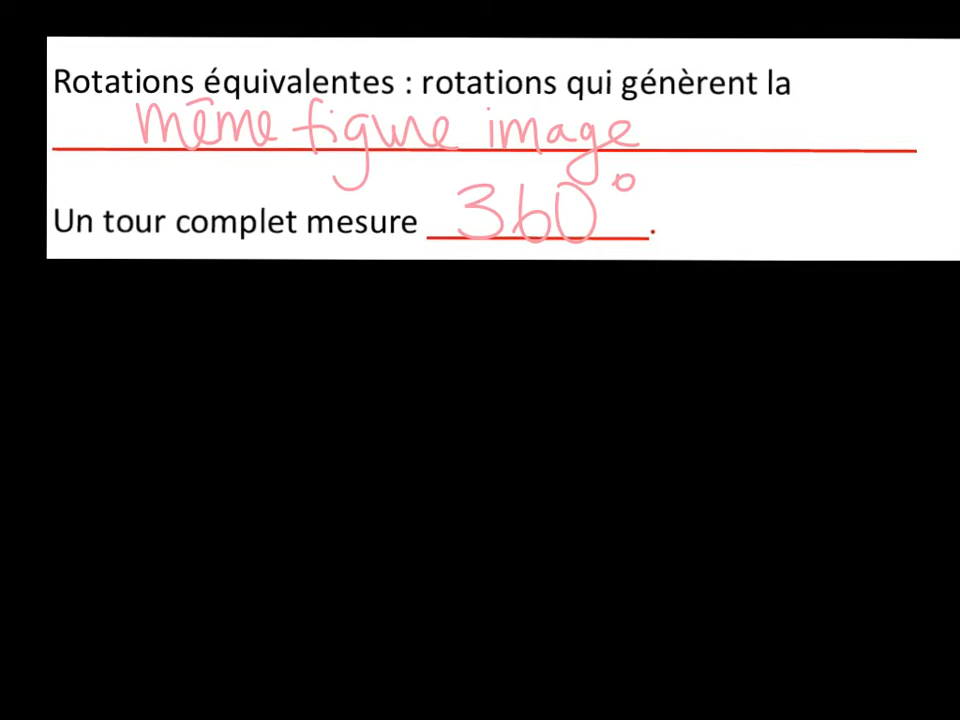 Rotations équivalentes : rotations qui génèrent la
même figure image
Un tour complet mesure 360°.